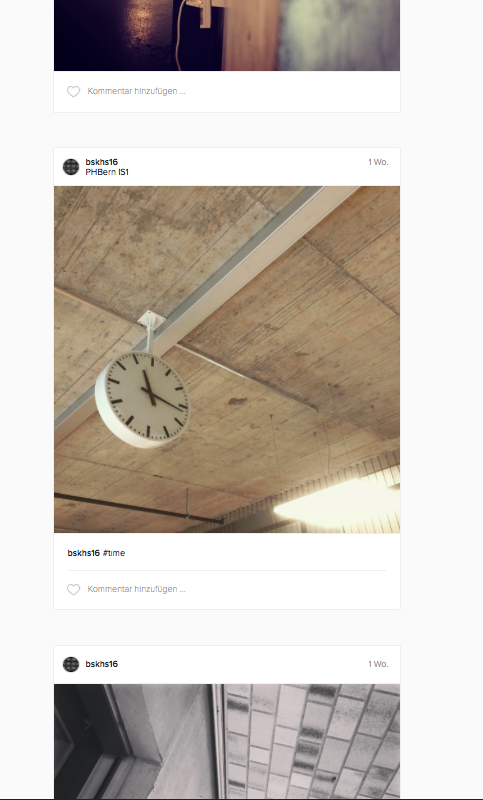 Kommentar hinzufügen ...
bskhs16
1 Wo.
PHBern IS1
bskhs16 #time
Kommentar hinzufügen ...
bskhs16
1 Wo.